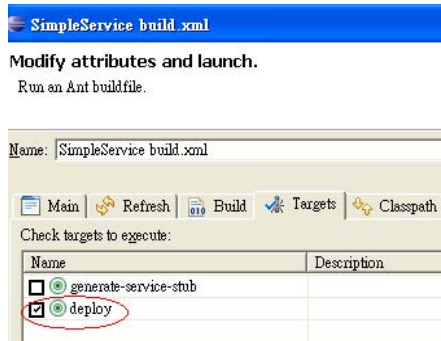 SimpleService build.xml
Modify attributes and launch.
Run an Ant buildfile.
Name: SimpleService build.xml
Main Refresh Build Targets Classpath
Check targets to execute:
Name Description
generate-service-stub
deploy